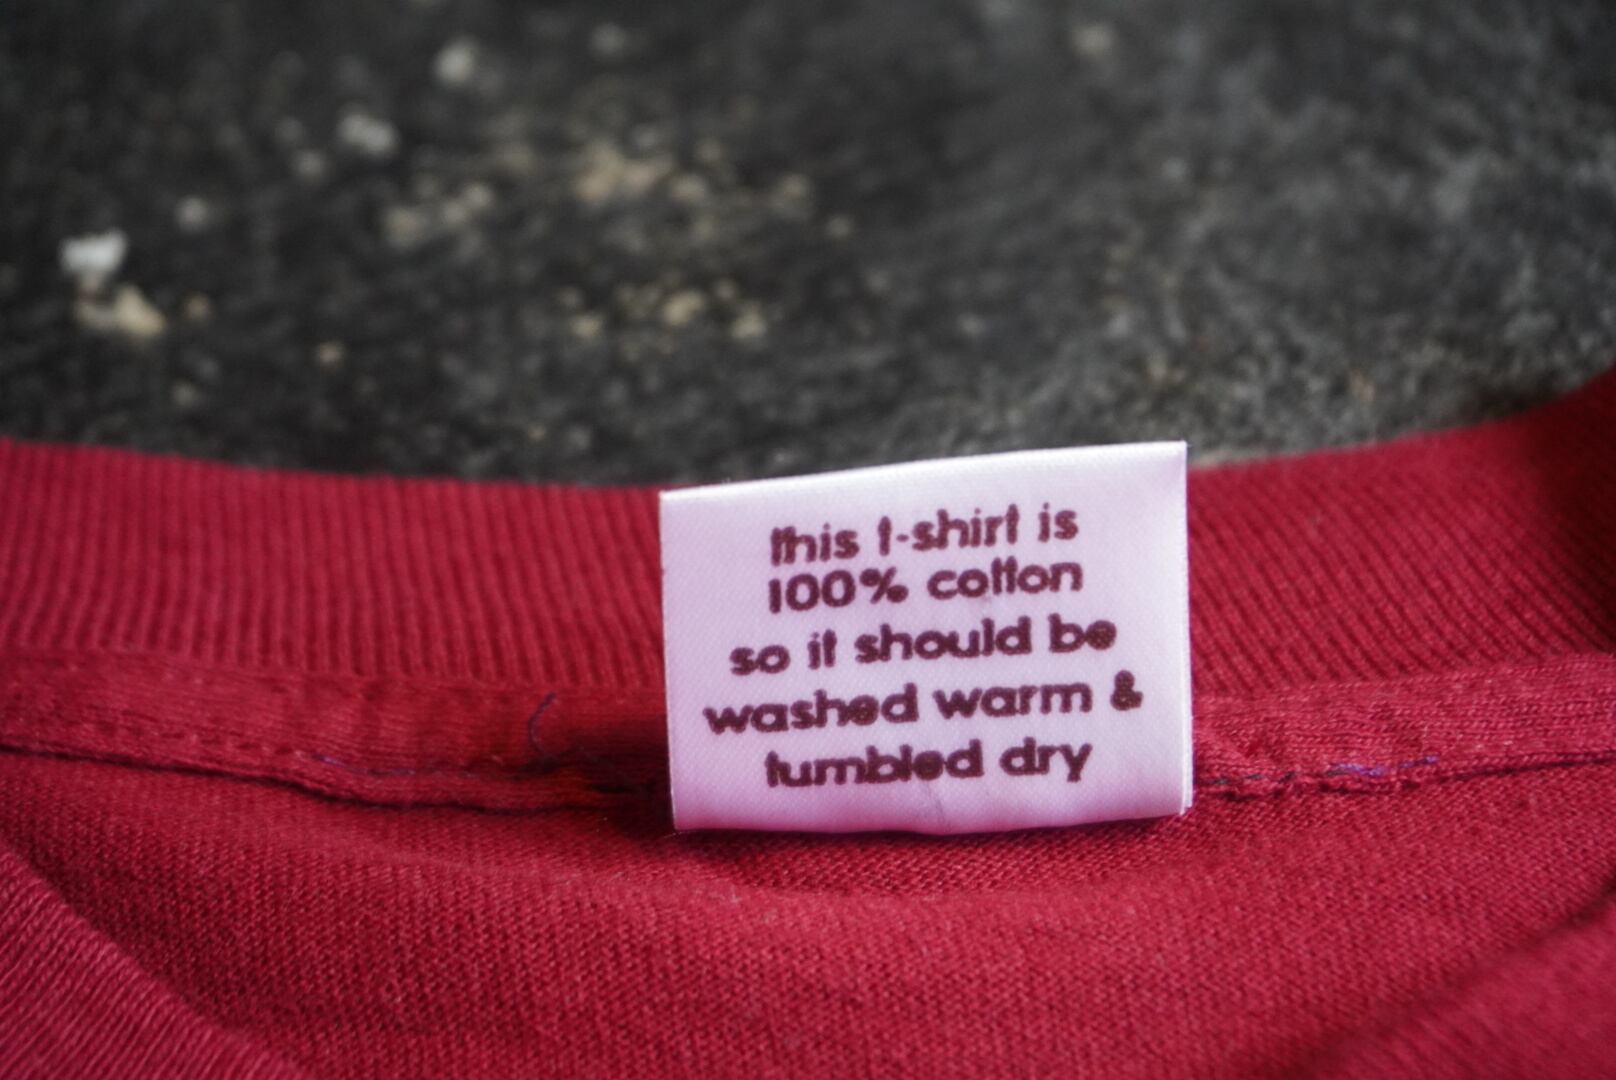 this t-shirt is
100% cotton
so it should be
washed warm &
tumbled dry